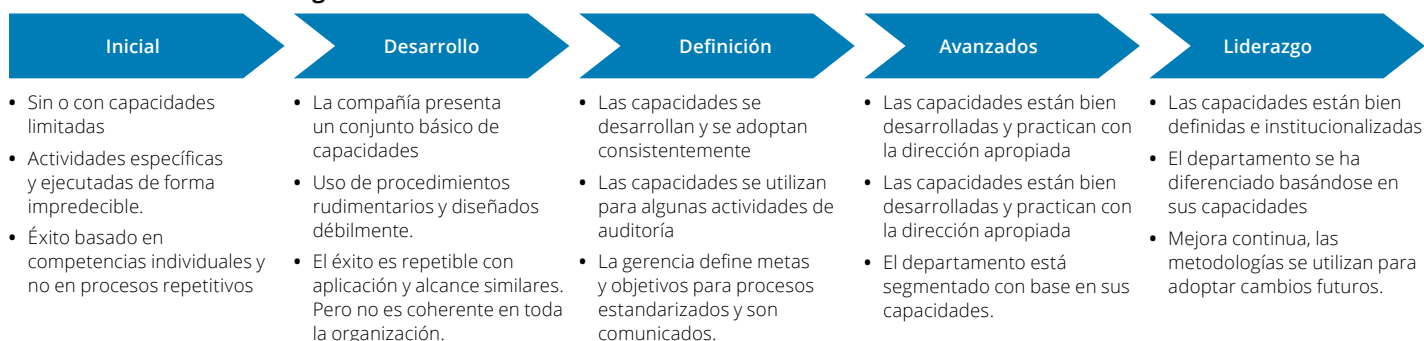 Inicial
Desarrollo
Definición
Avanzados
Liderazgo
• Sin o con capacidades
limitadas
• Actividades específicas
y ejecutadas de forma
impredecible.
• Éxito basado en
competencias individuales y
no en procesos repetitivos
• La compañía presenta
un conjunto básico de
capacidades
• Uso de procedimientos
rudimentarios y diseñados
débilmente.
• El éxito es repetible con
aplicación y alcance similares.
Pero no es coherente en toda
la organización.
• Las capacidades se
desarrollan y se adoptan
consistentemente
• Las capacidades se utilizan
para algunas actividades de
auditoría
• La gerencia define metas
y objetivos para procesos
estandarizados y son
comunicados.
• Las capacidades están bien
desarrolladas y practican con
la dirección apropiada
• Las capacidades están bien
desarrolladas y practican con
la dirección apropiada
• El departamento está
segmentado con base en sus
capacidades.
• Las capacidades están bien
definidas e institucionalizadas
• El departamento se ha
diferenciado basándose en
sus capacidades
• Mejora continua, las
metodologías se utilizan para
adoptar cambios futuros.